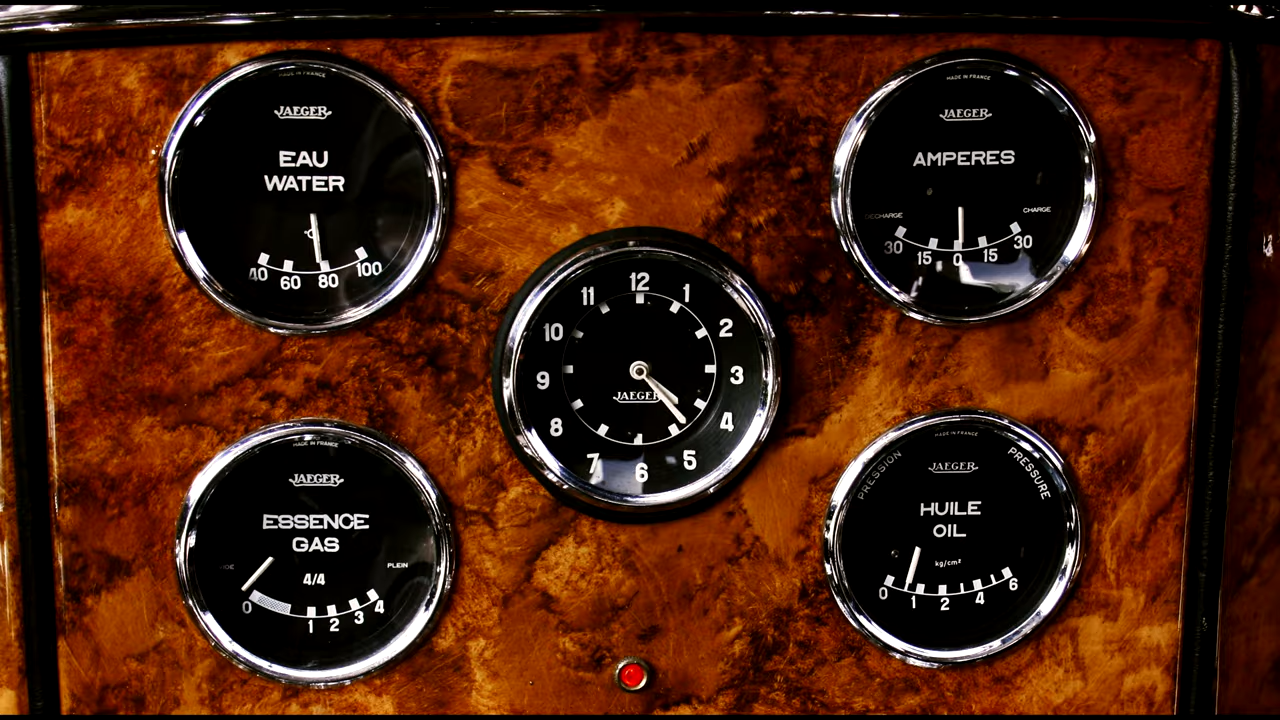 MADE IN FRANCE
JAEGER
EAU
WATER
°C
40 60 80 100
MADE IN FRANCE
JAEGER
AMPERES
DECHARGE CHARGE
30 15 0 15 30
12
11 1
10 2
9 3
8 4
7 5
6
JAEGER
MADE IN FRANCE
JAEGER
ESSENCE
GAS
PLEIN
4/4
0 1 2 3 4
MADE IN FRANCE
PRESSION PRESSURE
JAEGER
HUILE
OIL
kg/cm²
0 1 2 4 6